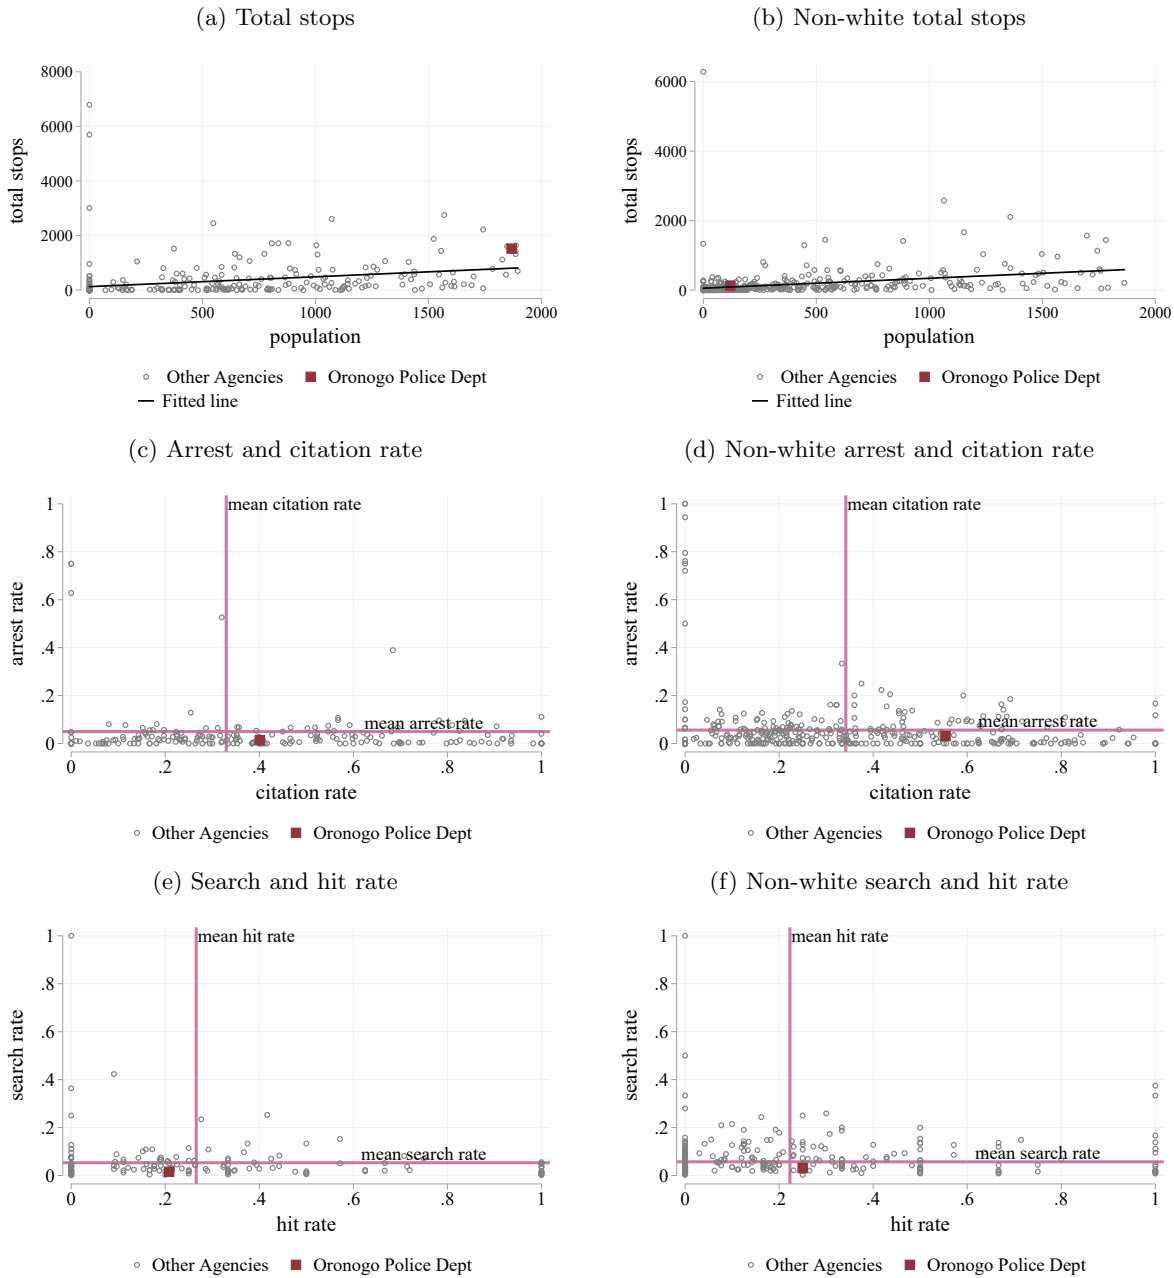 (a) Total stops
(b) Non-white total stops
8000
6000
4000
2000
0
total stops
0
500
1000
1500
2000
population
Other Agencies
Oronogo Police Dept
Fitted line
6000
4000
2000
0
total stops
0
500
1000
1500
2000
population
Other Agencies
Oronogo Police Dept
Fitted line
(c) Arrest and citation rate
(d) Non-white arrest and citation rate
1
.8
.6
.4
.2
0
arrest rate
mean citation rate
mean arrest rate
0
.2
.4
.6
.8
1
citation rate
Other Agencies
Oronogo Police Dept
1
.8
.6
.4
.2
0
arrest rate
mean citation rate
mean arrest rate
0
.2
.4
.6
.8
1
citation rate
Other Agencies
Oronogo Police Dept
(e) Search and hit rate
(f) Non-white search and hit rate
1
.8
.6
.4
.2
0
search rate
mean hit rate
mean search rate
0
.2
.4
.6
.8
1
hit rate
Other Agencies
Oronogo Police Dept
1
.8
.6
.4
.2
0
search rate
mean hit rate
mean search rate
0
.2
.4
.6
.8
1
hit rate
Other Agencies
Oronogo Police Dept